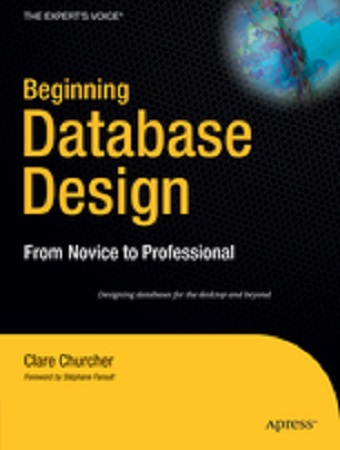 THE EXPERT'S VOICE®
Beginning
Database
Design
From Novice to Professional
Designing databases for the desktop and beyond
Clare Churcher
Foreword by Stéphane Faroult
Apress™